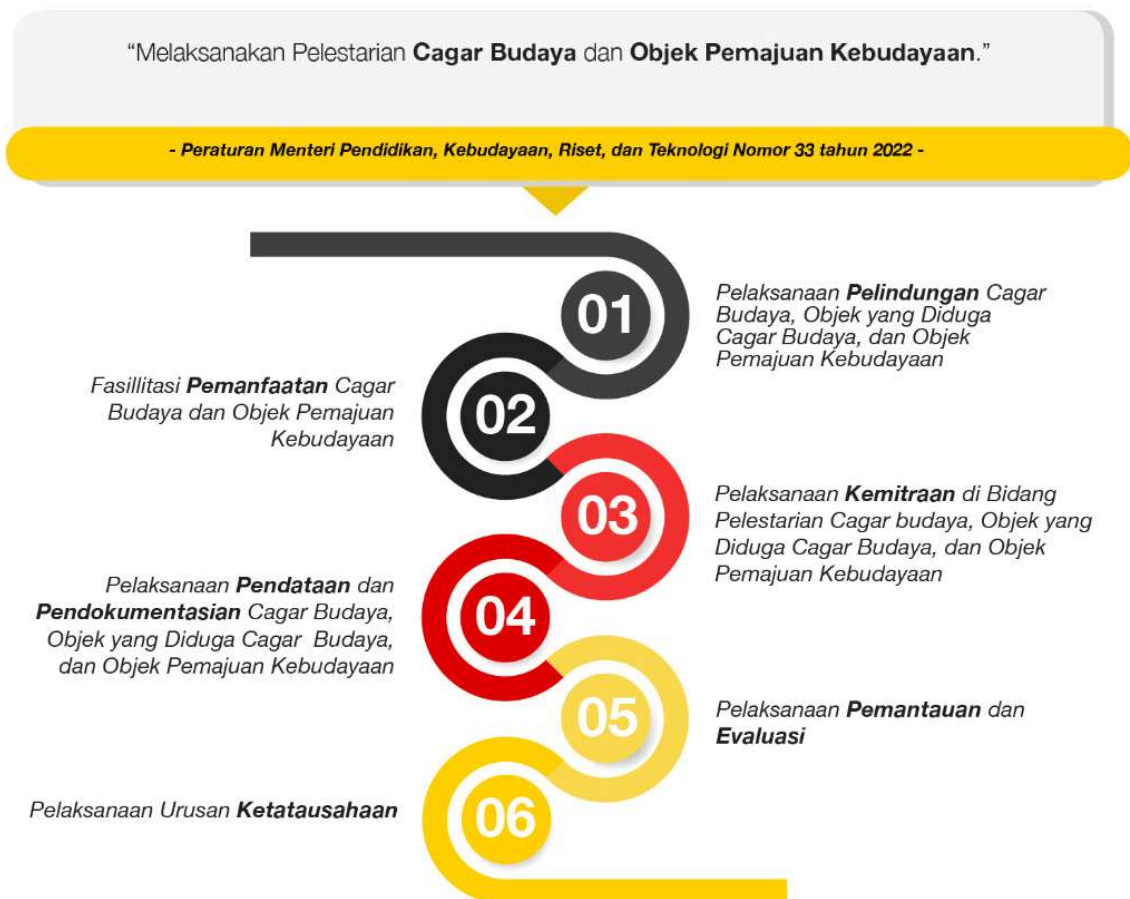 “Melaksanakan Pelestarian Cagar Budaya dan Objek Pemajuan Kebudayaan.”
- Peraturan Menteri Pendidikan, Kebudayaan, Riset, dan Teknologi Nomor 33 tahun 2022 -
01
Pelaksanaan Pelindungan Cagar
Budaya, Objek yang Diduga
Cagar Budaya, dan Objek
Pemajuan Kebudayaan
02
Fasillitasi Pemanfaatan Cagar
Budaya dan Objek Pemajuan
Kebudayaan
03
Pelaksanaan Kemitraan di Bidang
Pelestarian Cagar budaya, Objek yang
Diduga Cagar Budaya, dan Objek
Pemajuan Kebudayaan
04
Pelaksanaan Pendataan dan
Pendokumentasian Cagar Budaya,
Objek yang Diduga Cagar Budaya,
dan Objek Pemajuan Kebudayaan
05
Pelaksanaan Pemantauan dan
Evaluasi
06
Pelaksanaan Urusan Ketatausahaan